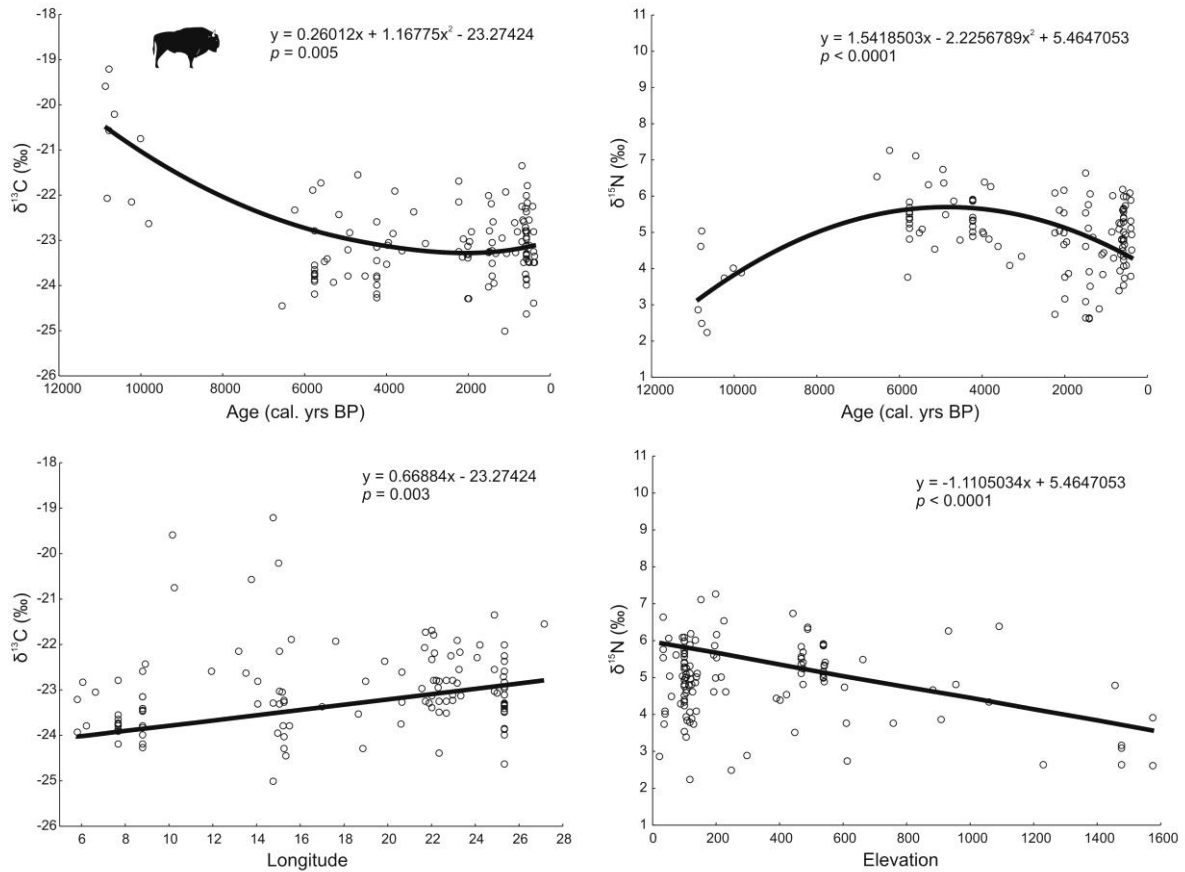 -18
-19
-20
-21
-22
-23
-24
-25
-26
δ¹³C (‰)
y = 0.26012x + 1.16775x² - 23.27424
p = 0.005
12000 10000 8000 6000 4000 2000 0
Age (cal. yrs BP)
11
10
9
8
7
6
5
4
3
2
1
δ¹⁵N (‰)
y = 1.5418503x - 2.2256789x² + 5.4647053
p < 0.0001
12000 10000 8000 6000 4000 2000 0
Age (cal. yrs BP)
-18
-19
-20
-21
-22
-23
-24
-25
-26
δ¹³C (‰)
y = 0.66884x - 23.27424
p = 0.003
6 8 10 12 14 16 18 20 22 24 26 28
Longitude
11
10
9
8
7
6
5
4
3
2
1
δ¹⁵N (‰)
y = -1.1105034x + 5.4647053
p < 0.0001
0 200 400 600 800 1000 1200 1400 1600
Elevation